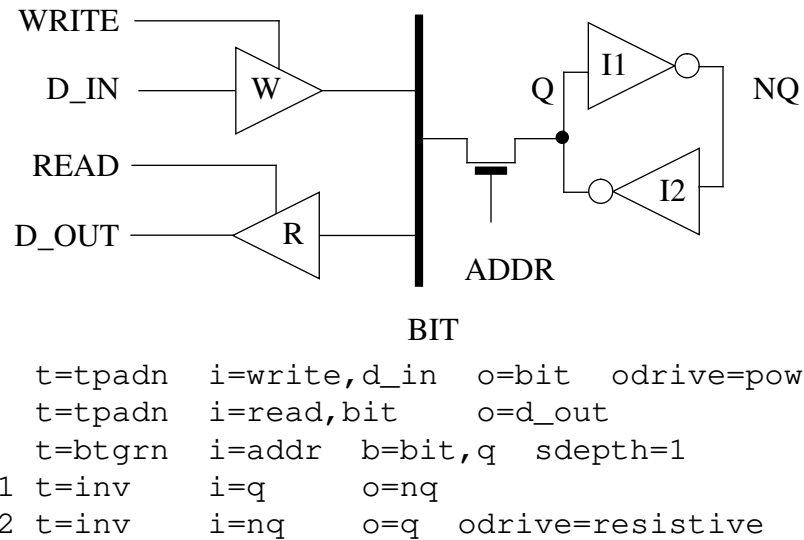 WRITE
D_IN
W
READ
D_OUT
R
BIT
ADDR
Q
I1
NQ
I2
t=tpadn i=write,d_in o=bit odrive=pow
t=tpadn i=read,bit o=d_out
t=btgrn i=addr b=bit,q sdepth=1
1 t=inv i=q o=nq
2 t=inv i=nq o=q odrive=resistive